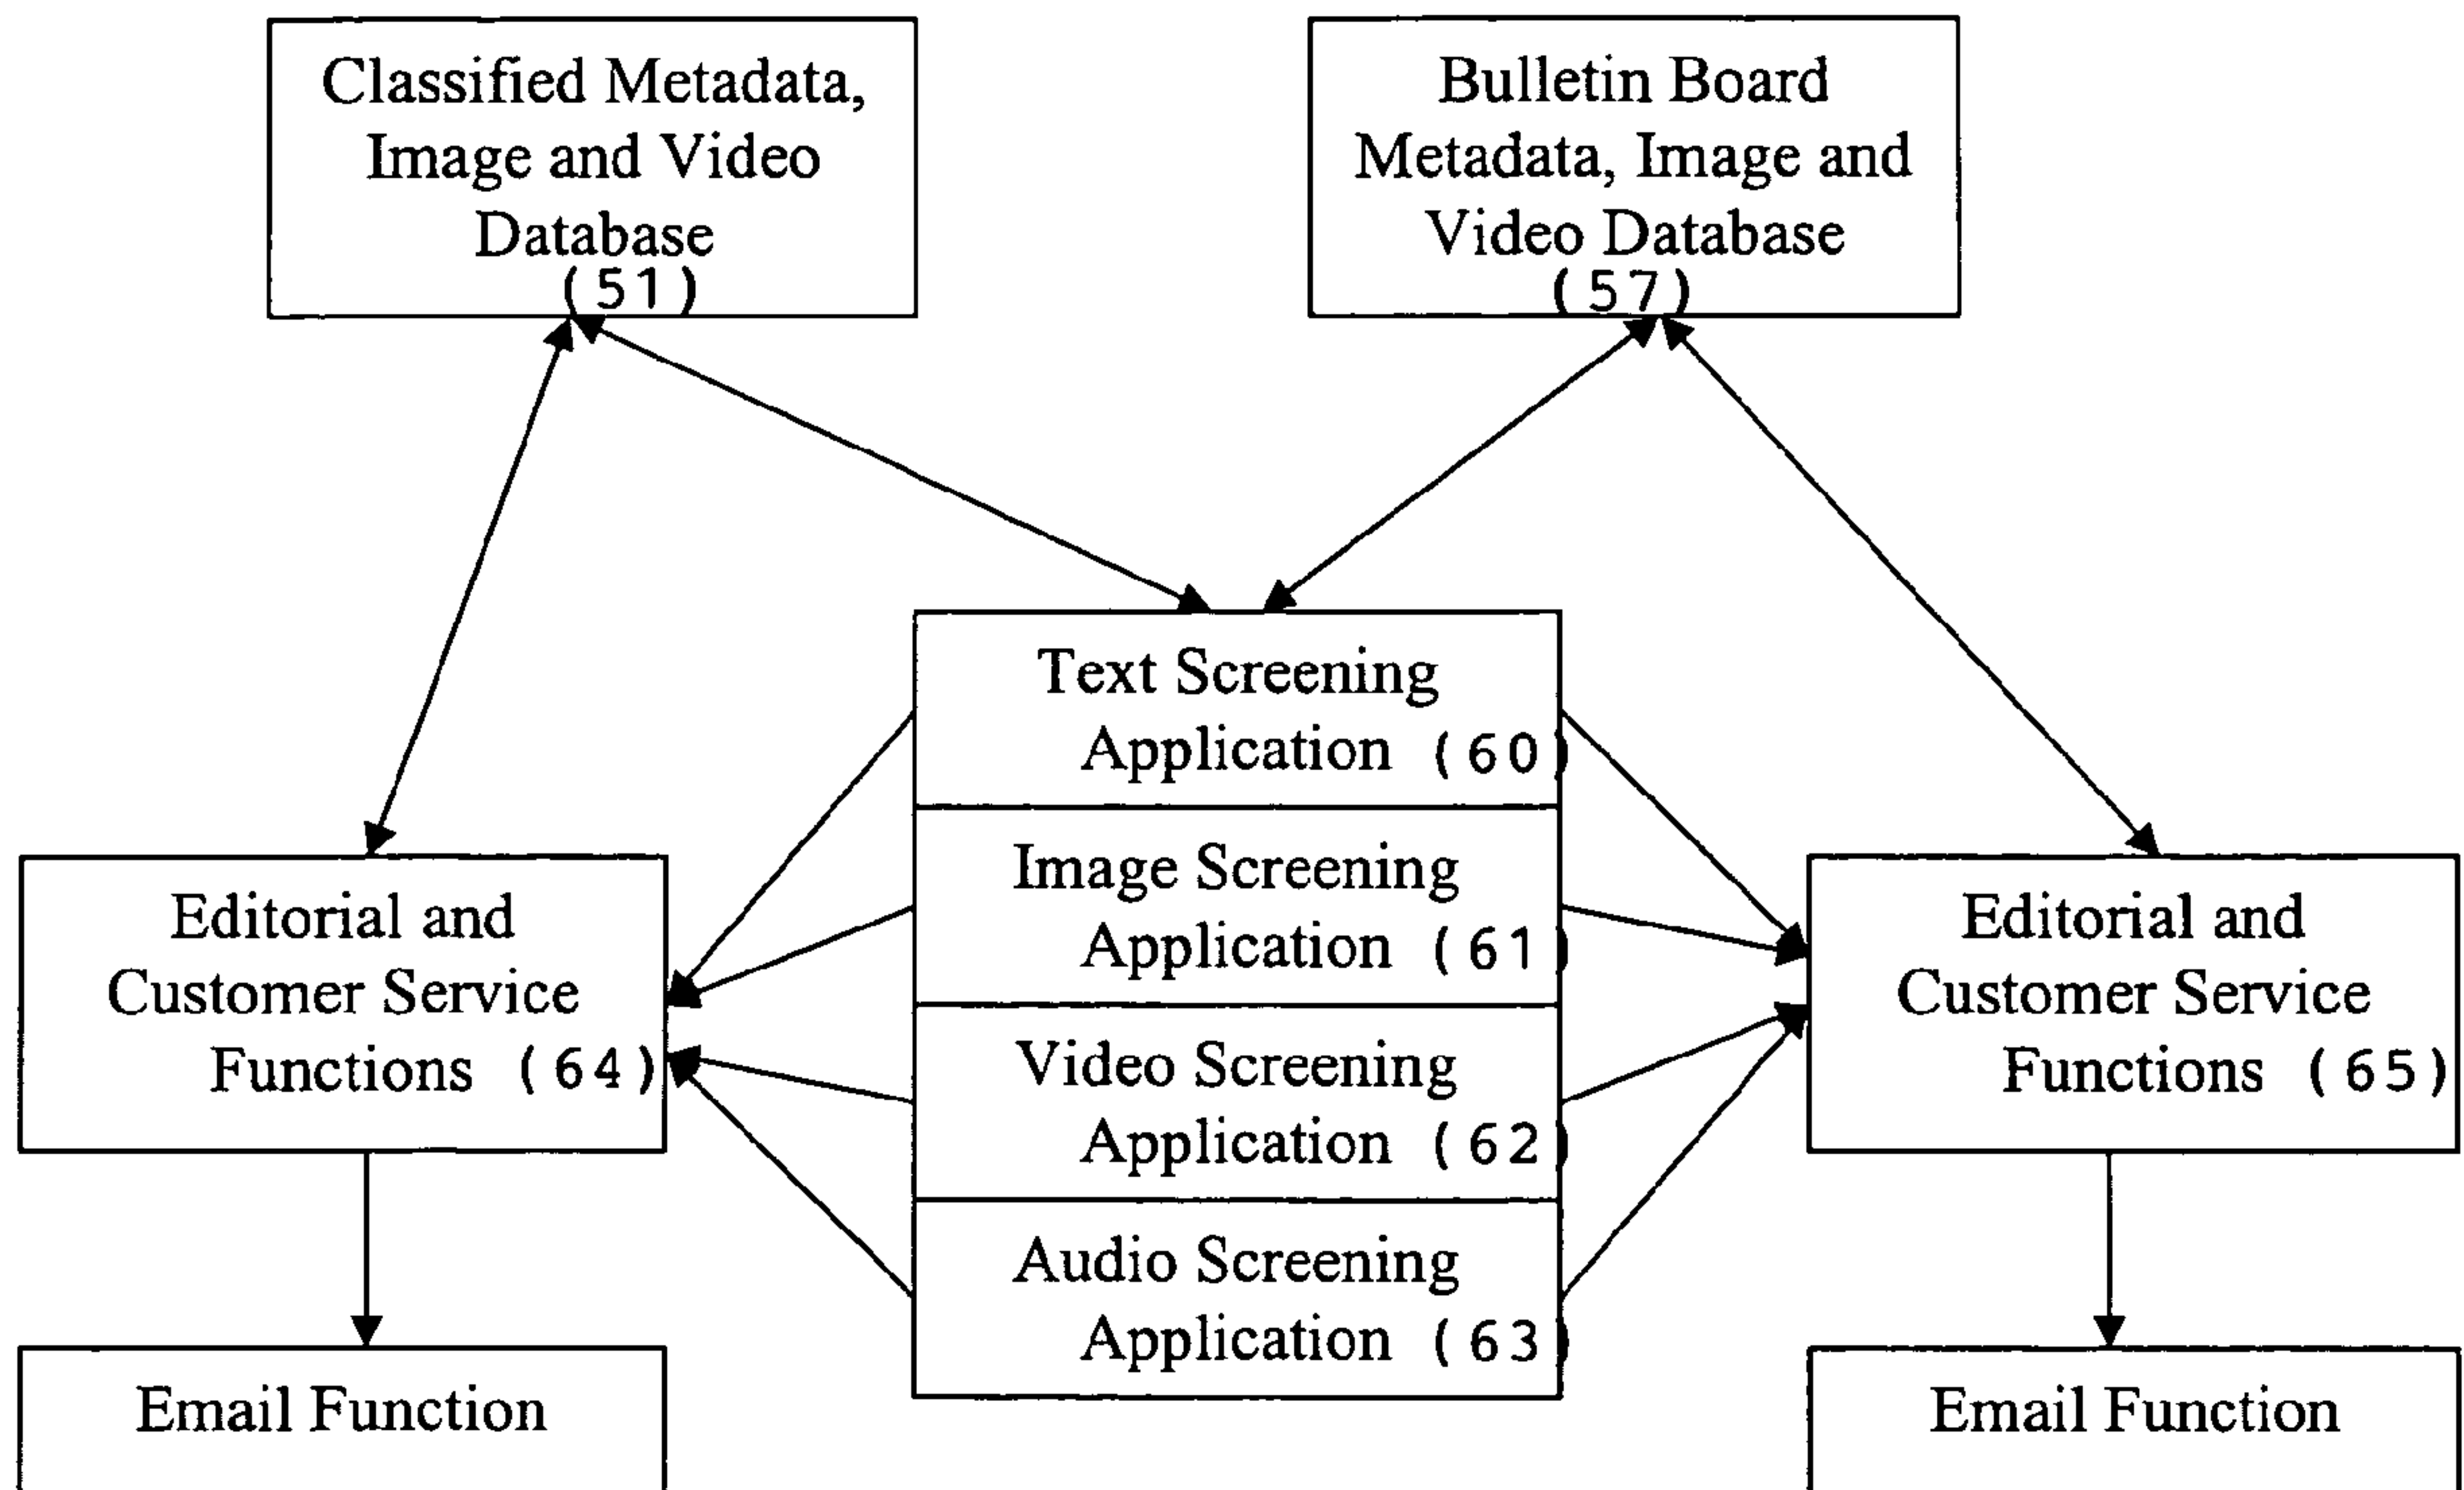 Classified Metadata,
Image and Video
Database
(51)
Bulletin Board
Metadata, Image and
Video Database
(57)
Text Screening
Application (60)
Image Screening
Application (61)
Video Screening
Application (62)
Audio Screening
Application (63)
Editorial and
Customer Service
Functions (64)
Editorial and
Customer Service
Functions (65)
Email Function
Email Function